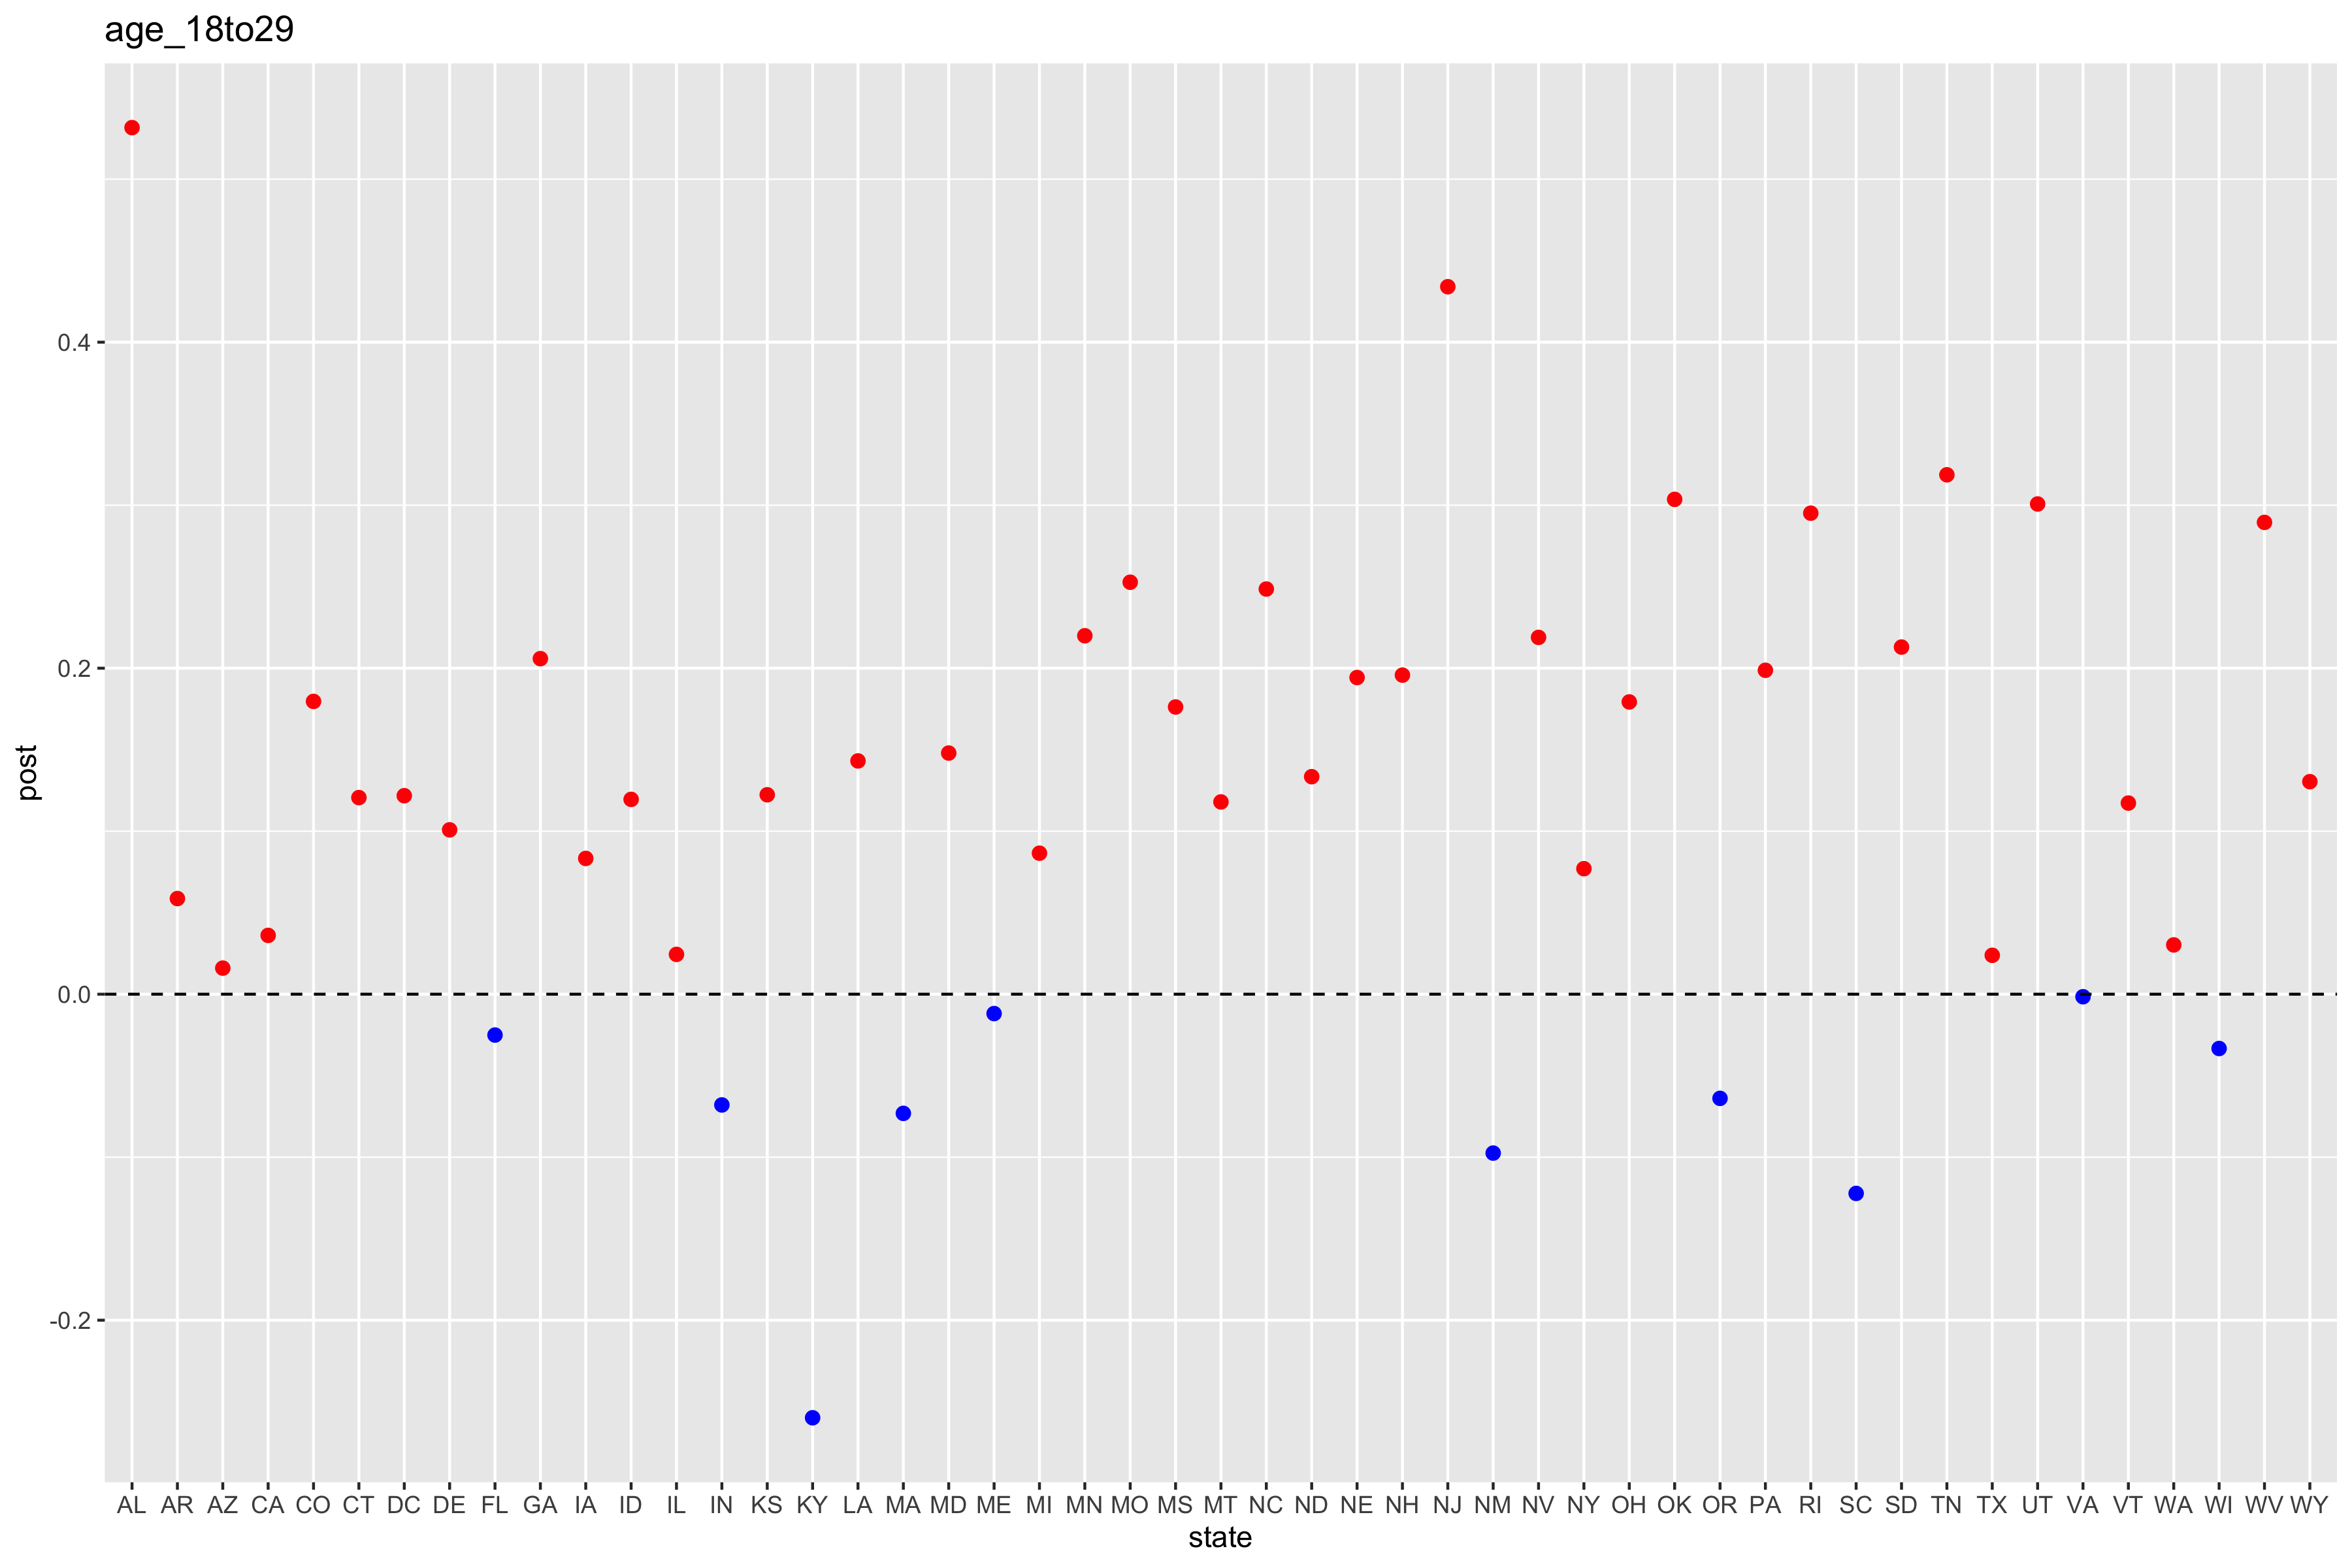 age_18to29
post
0.4
0.2
0.0
-0.2
AL AR AZ CA CO CT DC DE FL GA IA ID IL IN KS KY LA MA MD ME MI MN MO MS MT NC ND NE NH NJ NM NV NY OH OK OR PA RI SC SD TN TX UT VA VT WA WI WV WY
state